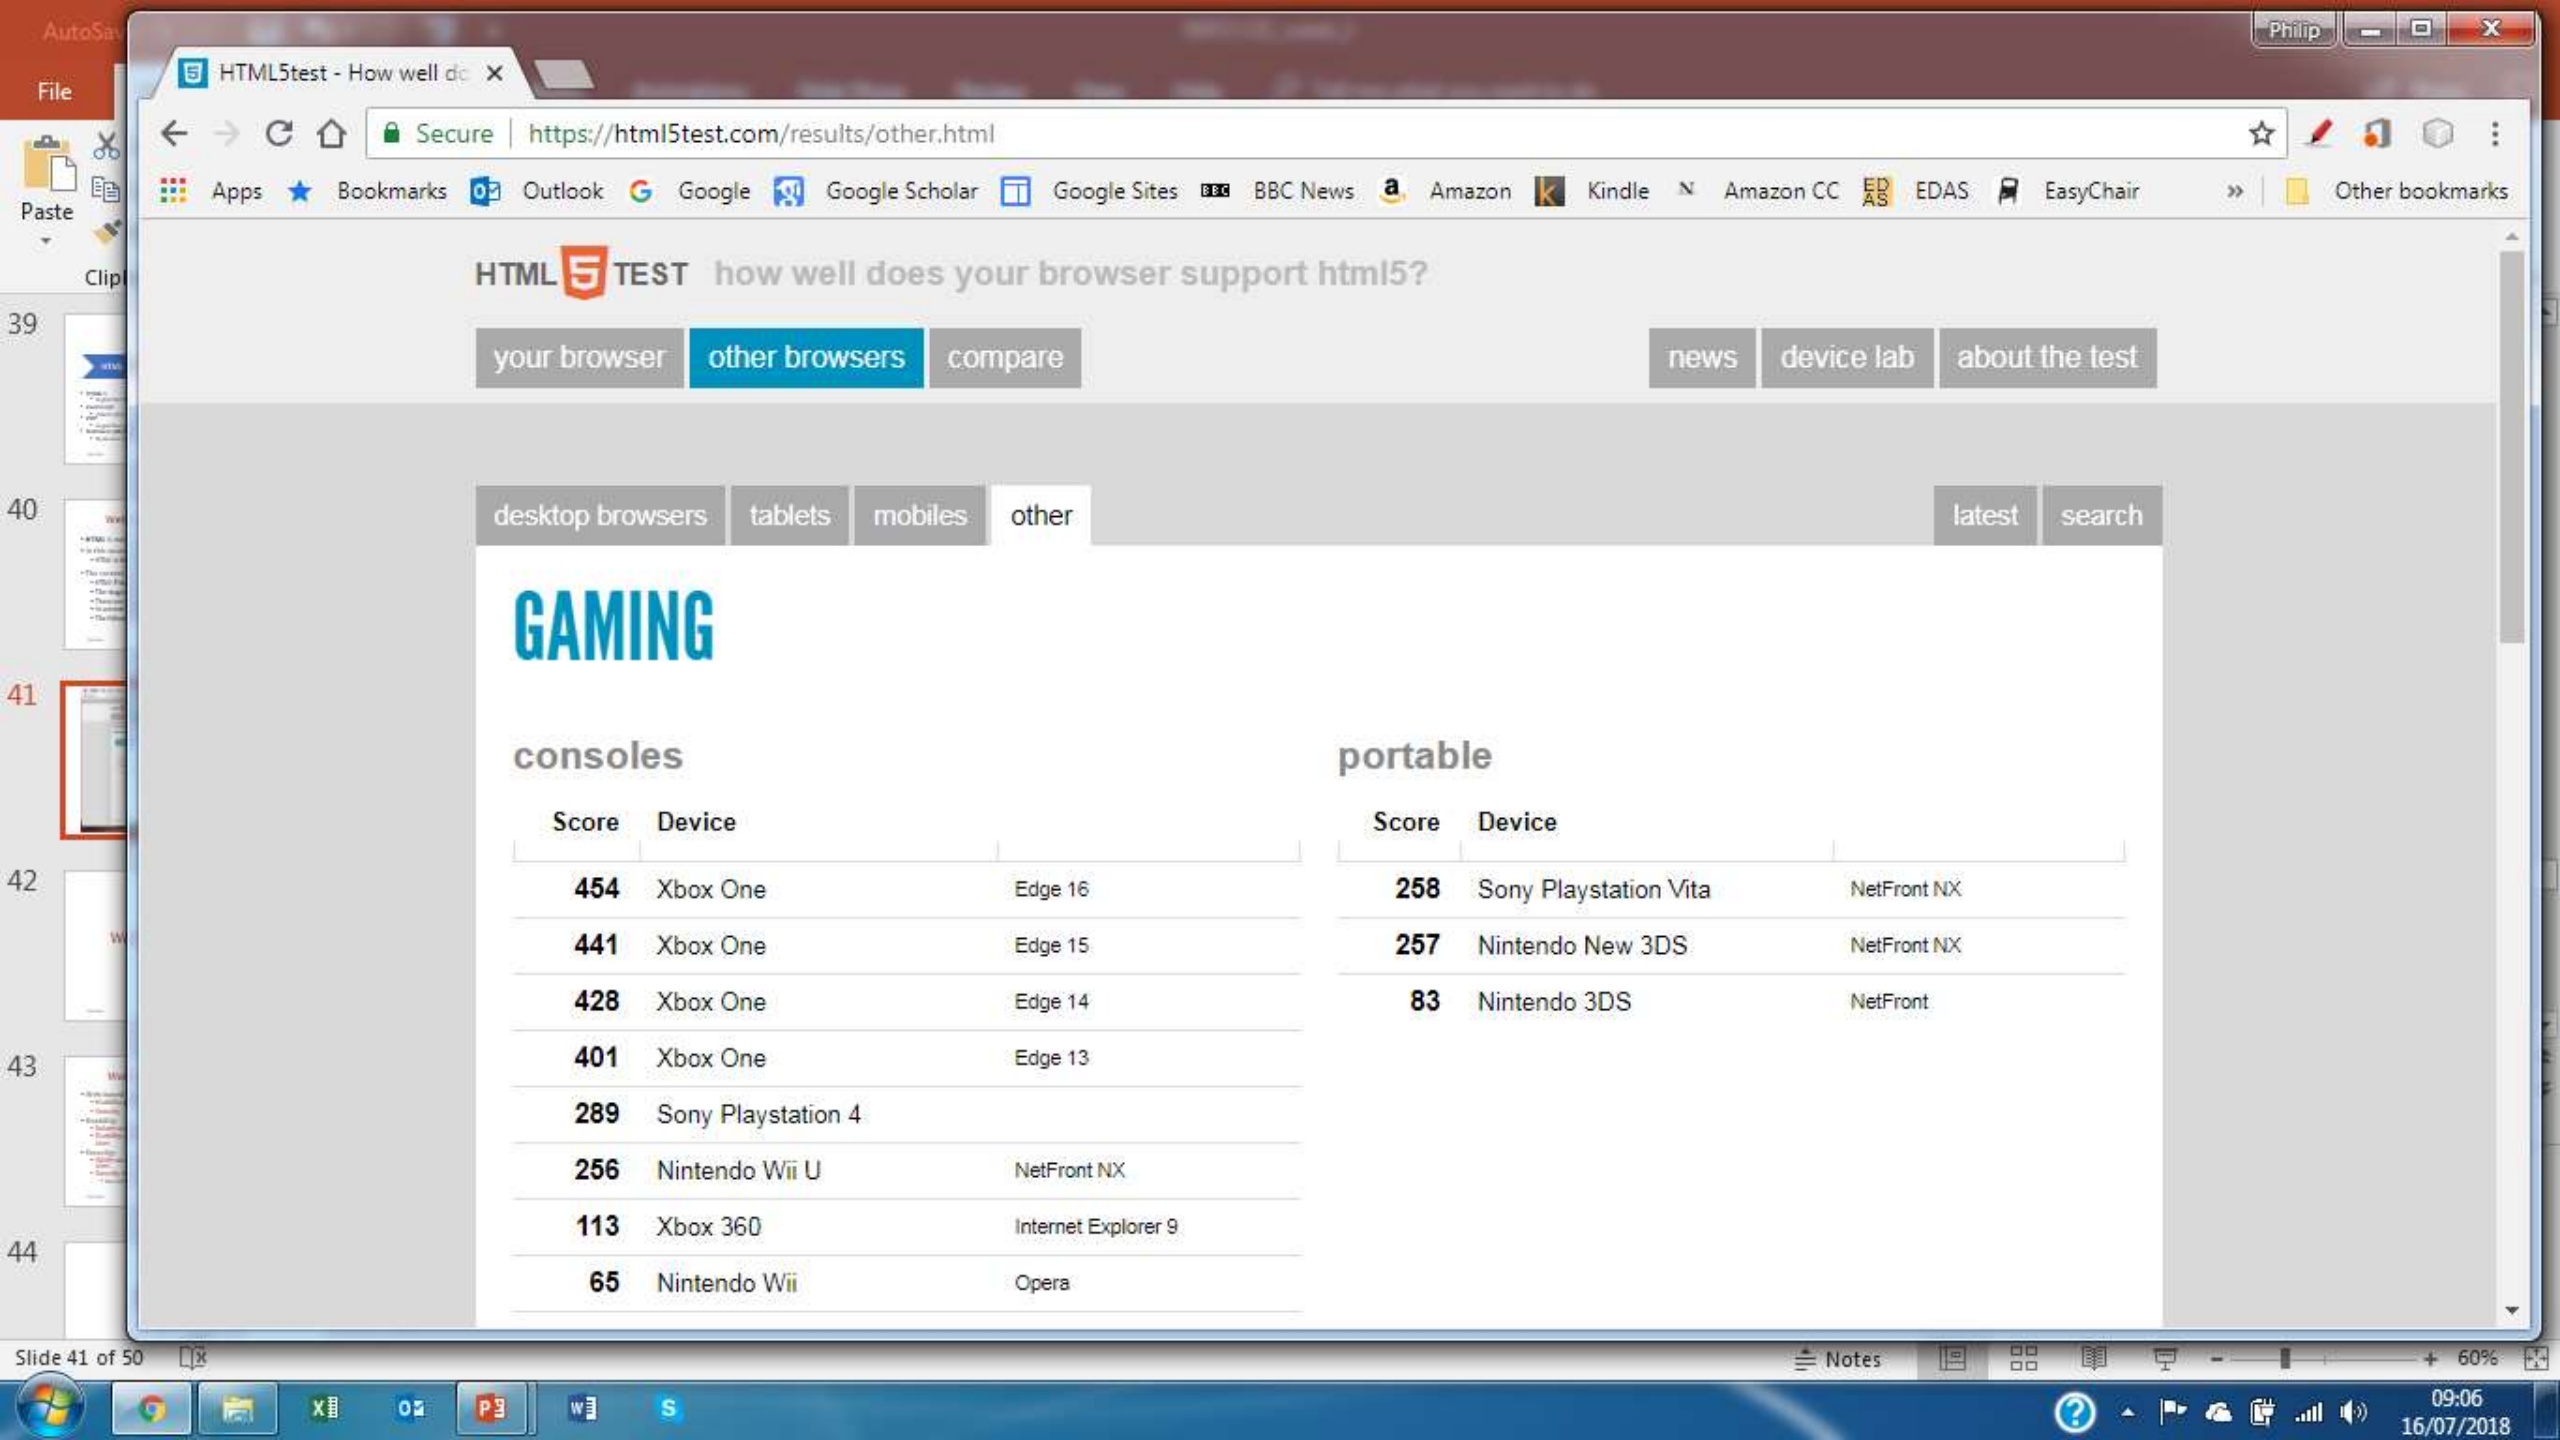 AutoSav
Philip
HTML5test - How well do
File
Secure
https://html5test.com/results/other.html
Apps Bookmarks Outlook Google Google Scholar Google Sites BBC BBC News Amazon Kindle Amazon CC EDAS EDAS EasyChair » Other bookmarks
Paste
Clip
HTML 5 TEST how well does your browser support html5?
your browser other browsers compare news device lab about the test
desktop browsers tablets mobiles other latest search
GAMING
consoles portable
Score Device Score Device
454 Xbox One Edge 16 258 Sony Playstation Vita NetFront NX
441 Xbox One Edge 15 257 Nintendo New 3DS NetFront NX
428 Xbox One Edge 14 83 Nintendo 3DS NetFront
401 Xbox One Edge 13
289 Sony Playstation 4
256 Nintendo Wii U NetFront NX
113 Xbox 360 Internet Explorer 9
65 Nintendo Wii Opera
39
40
41
42
43
44
Slide 41 of 50
Notes
60%
09:06
16/07/2018